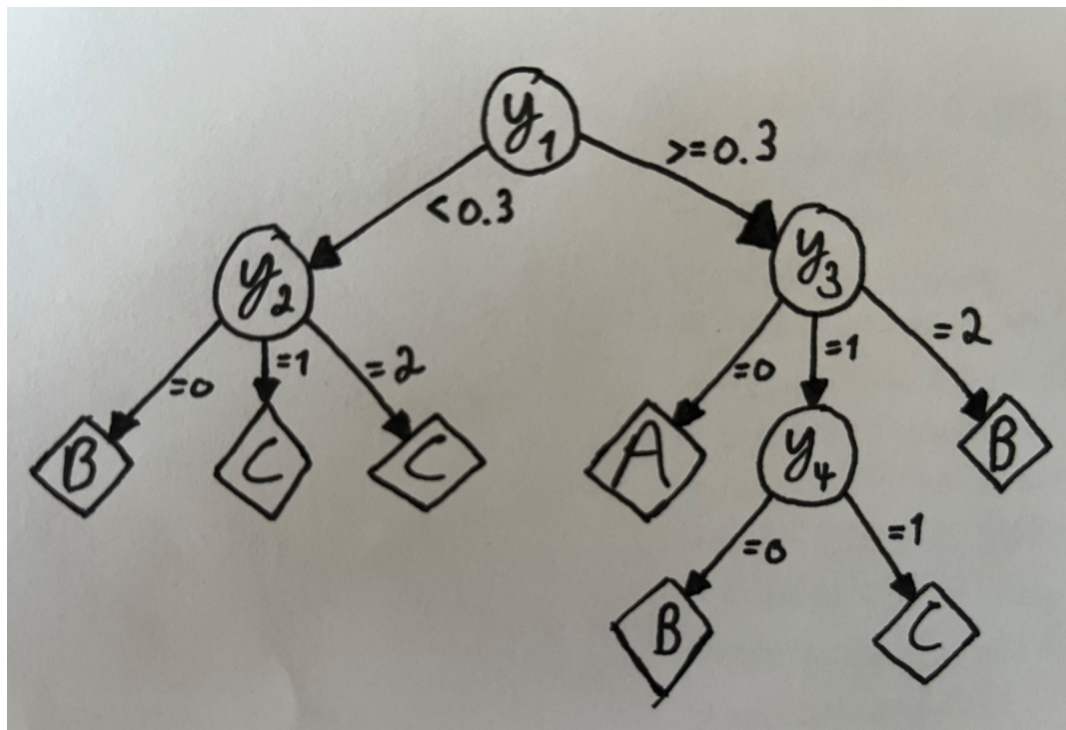 y1
>=0.3
<0.3
y2
y3
=0
=1
=2
=0
=1
=2
B
C
C
A
y4
B
=0
=1
B
C